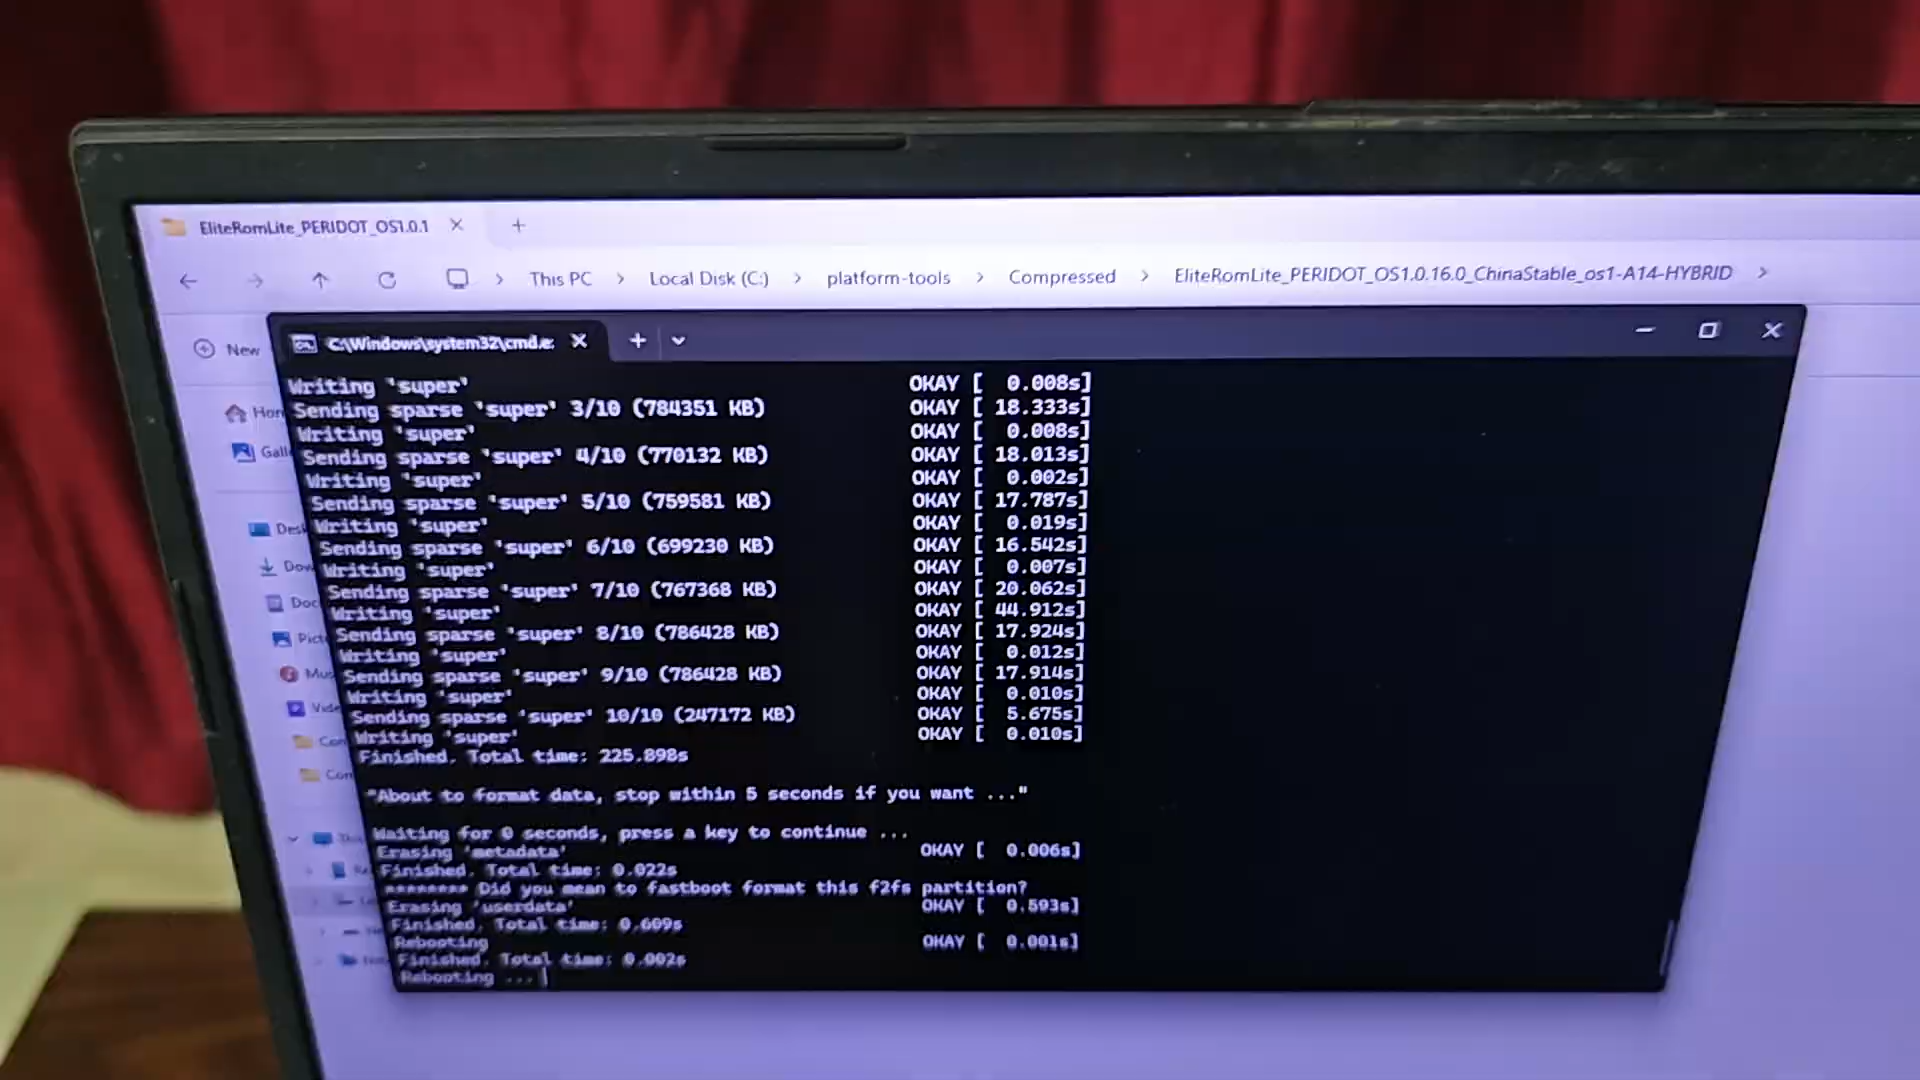 EliteRomLite_PERIDOT_OS1.0.1
This PC > Local Disk (C:) > platform-tools > Compressed > EliteRomLite_PERIDOT_OS1.0.16.0_ChinaStable_os1-A14-HYBRID >
New
C:\Windows\system32\cmd.e:
Writing 'super' OKAY [ 0.008s]
Sending sparse 'super' 3/10 (784351 KB) OKAY [ 18.333s]
Writing 'super' OKAY [ 0.008s]
Sending sparse 'super' 4/10 (770132 KB) OKAY [ 18.013s]
Writing 'super' OKAY [ 0.002s]
Sending sparse 'super' 5/10 (759581 KB) OKAY [ 17.787s]
Writing 'super' OKAY [ 0.019s]
Sending sparse 'super' 6/10 (699230 KB) OKAY [ 16.542s]
Writing 'super' OKAY [ 0.007s]
Sending sparse 'super' 7/10 (767368 KB) OKAY [ 20.062s]
Writing 'super' OKAY [ 44.912s]
Sending sparse 'super' 8/10 (786428 KB) OKAY [ 17.924s]
Writing 'super' OKAY [ 0.012s]
Sending sparse 'super' 9/10 (786428 KB) OKAY [ 17.914s]
Writing 'super' OKAY [ 0.010s]
Sending sparse 'super' 10/10 (247172 KB) OKAY [ 5.675s]
Writing 'super' OKAY [ 0.010s]
Finished. Total time: 225.898s
"About to format data, stop within 5 seconds if you want ..."
Waiting for 0 seconds, press a key to continue ...
Erasing 'metadata' OKAY [ 0.006s]
Finished. Total time: 0.022s
******** Did you mean to fastboot format this f2fs partition?
Erasing 'userdata' OKAY [ 0.593s]
Finished. Total time: 0.609s
Rebooting OKAY [ 0.001s]
Finished. Total time: 0.002s
Rebooting ...
Hom
Gall
Desk
Dow
Doc
Pict
Mus
Vide
Con
Con